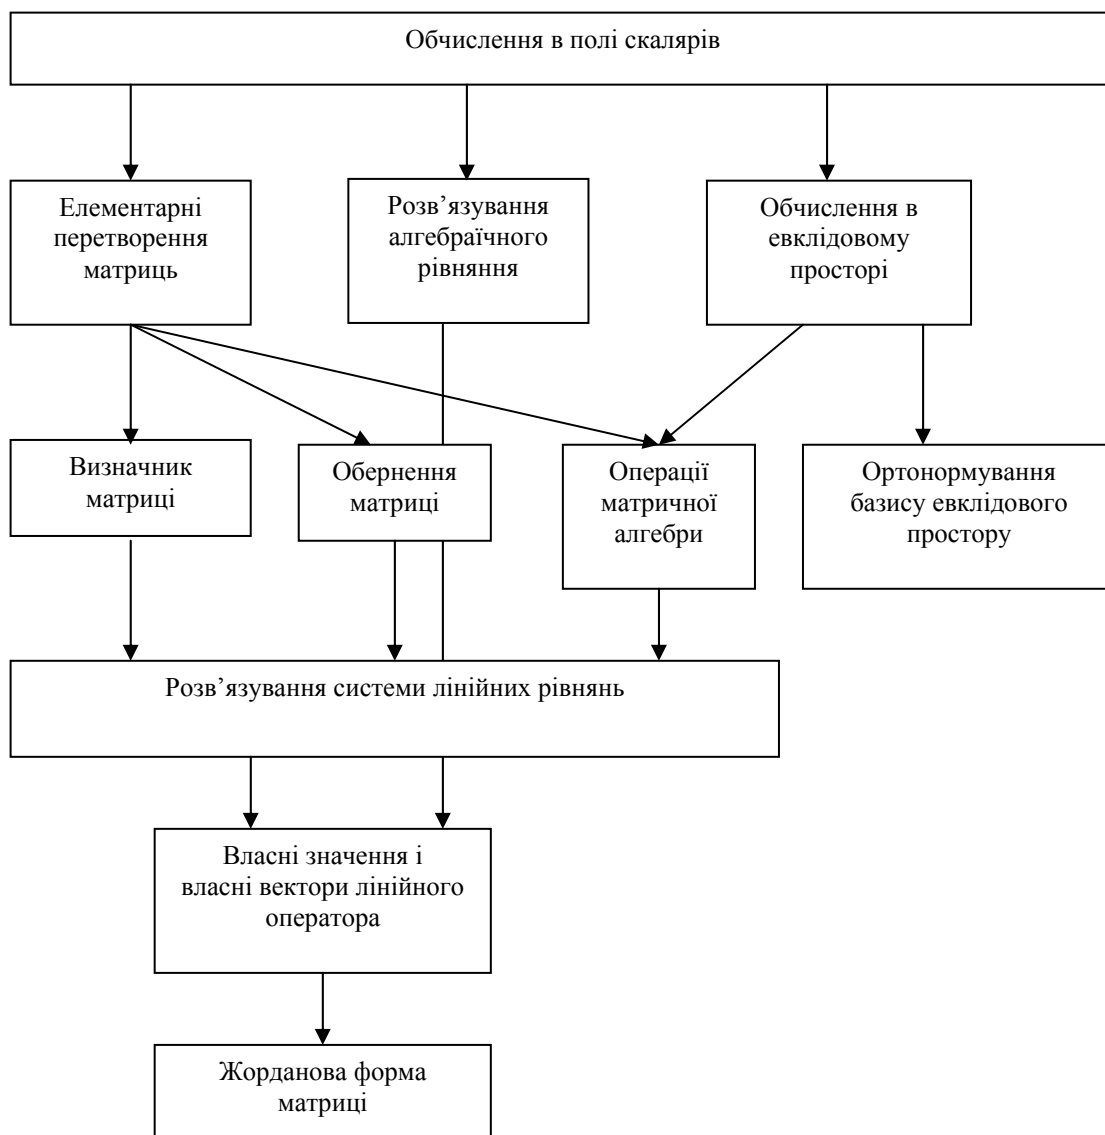 Обчислення в полі скалярів
Елементарні
перетворення
матриць
Розв’язування
алгебраїчного
рівняння
Обчислення в
евклідовому
просторі
Визначник
матриці
Обернення
матриці
Операції
матричної
алгебри
Ортонормування
базису евклідового
простору
Розв’язування системи лінійних рівнянь
Власні значення і
власні вектори лінійного
оператора
Жорданова форма
матриці